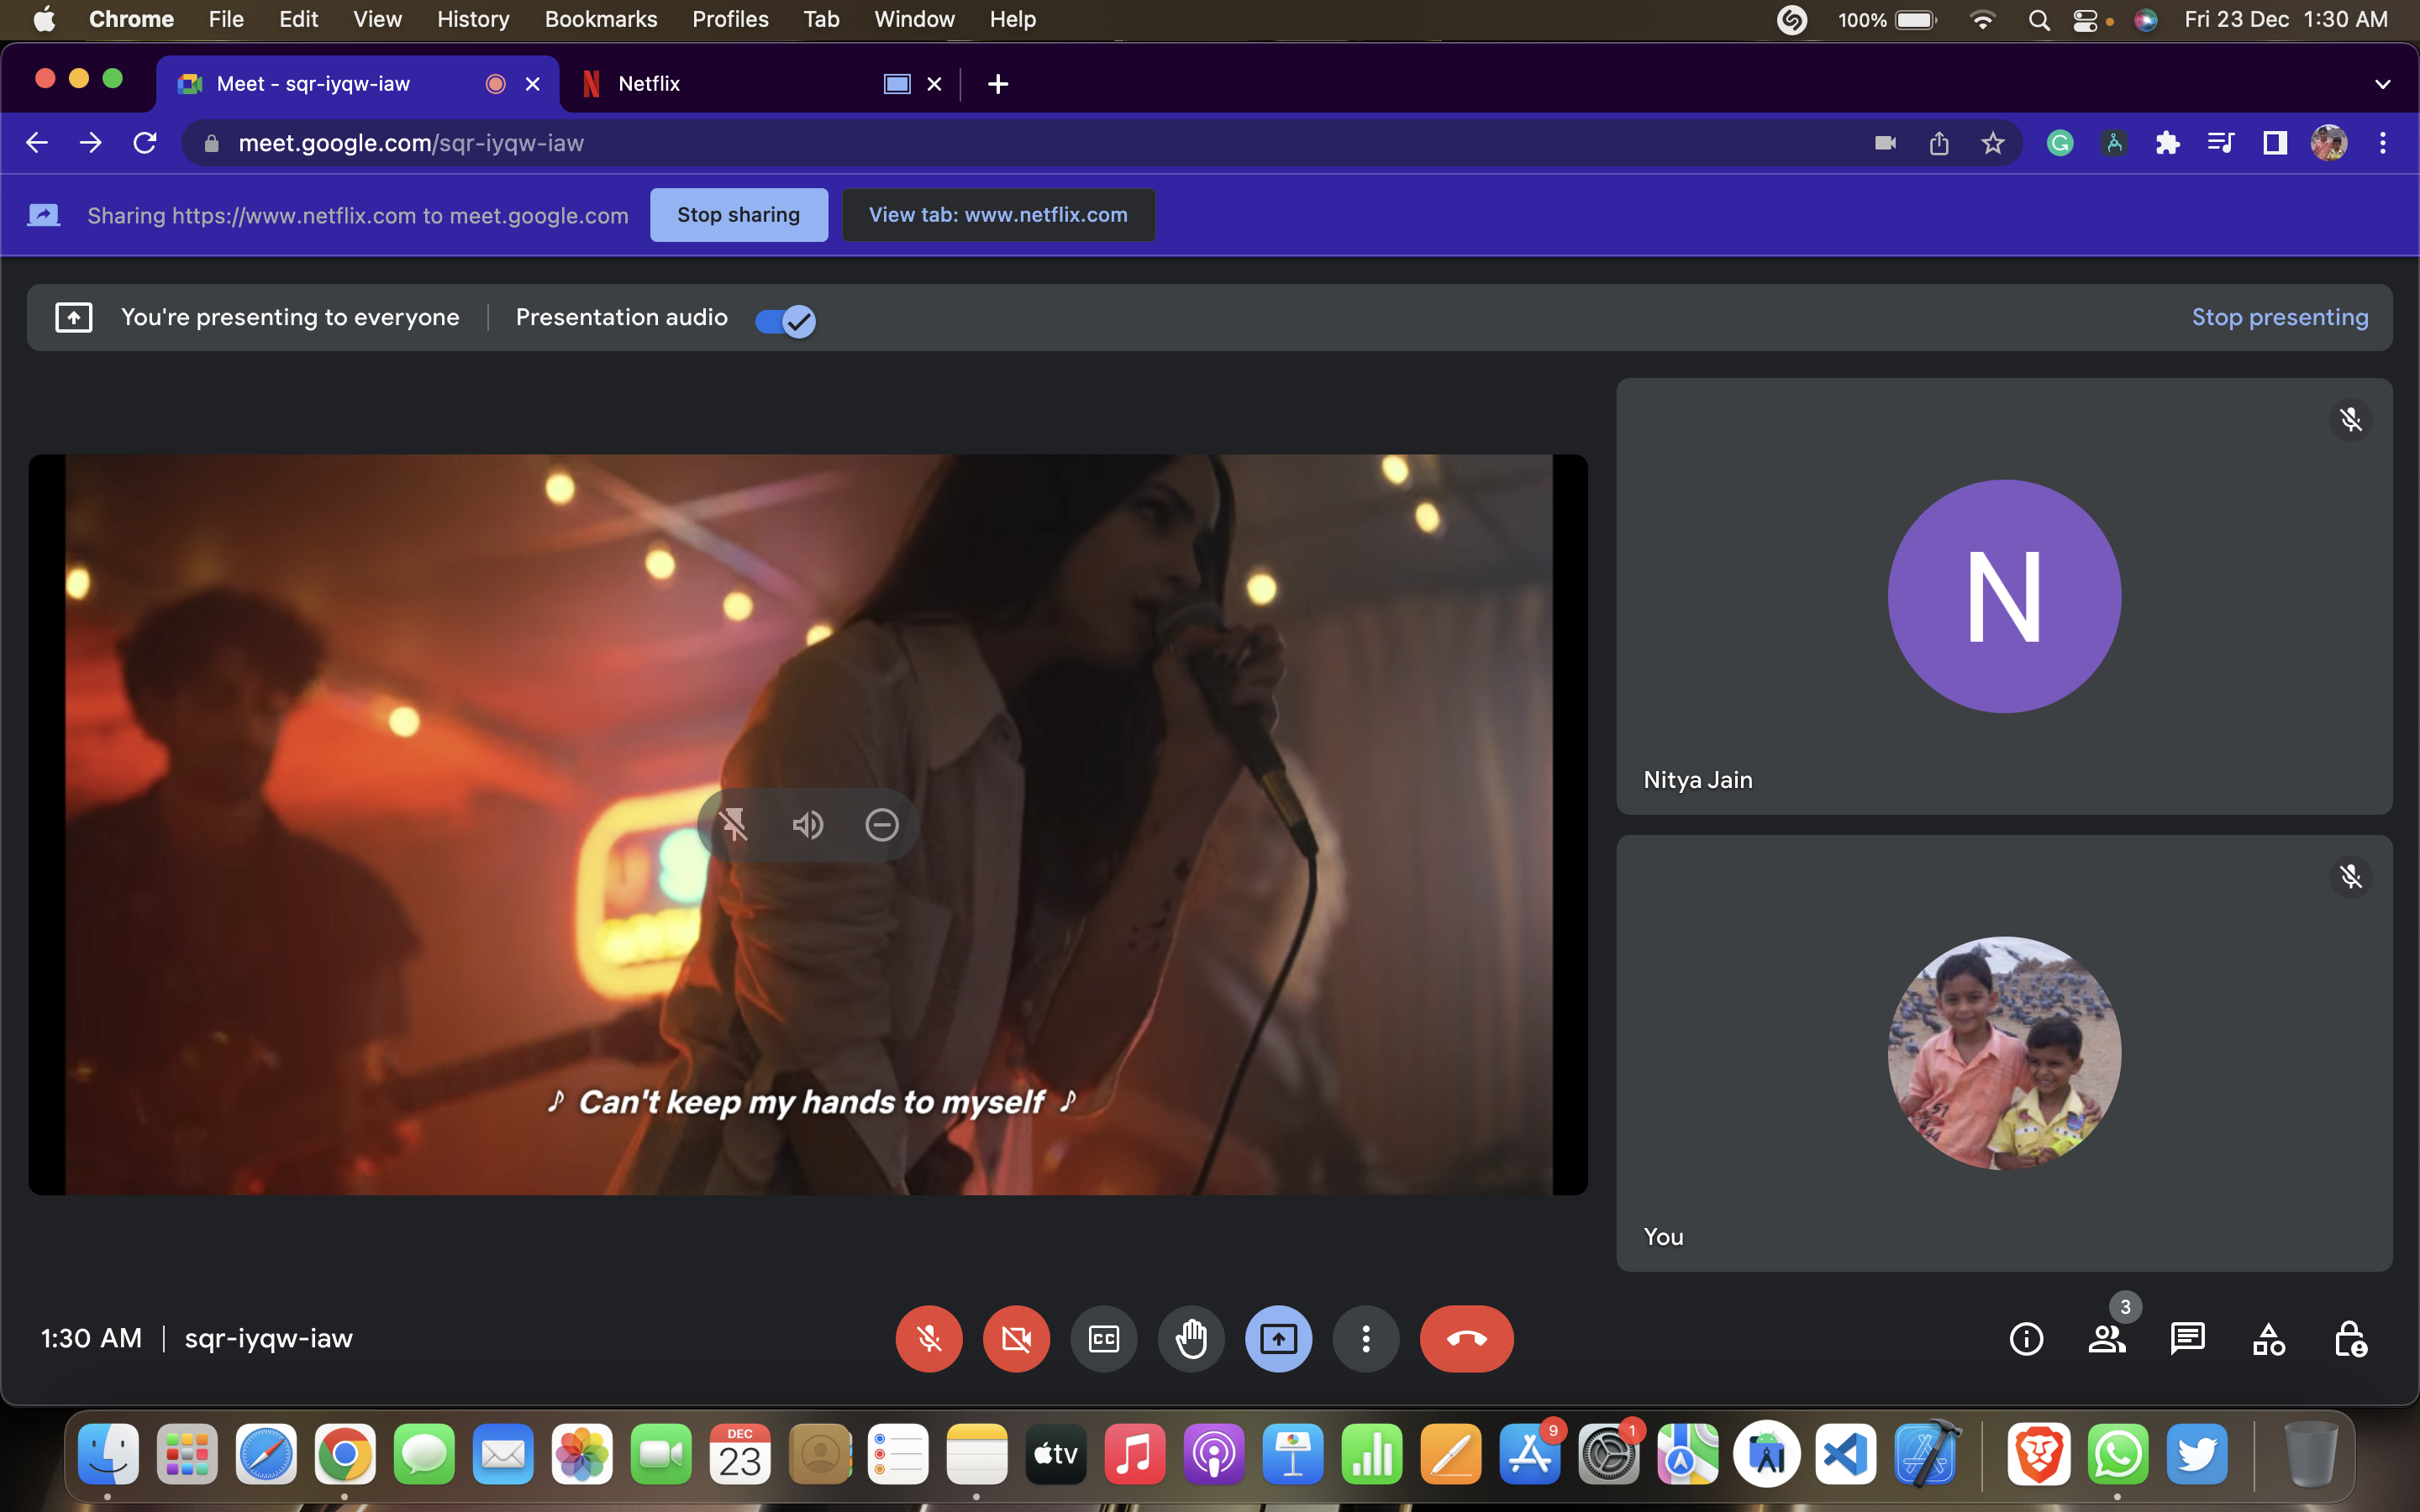 Chrome File Edit View History Bookmarks Profiles Tab Window Help 100% Fri 23 Dec 1:30 AM
Meet - sqr-iyqw-iaw Netflix
meet.google.com/sqr-iyqw-iaw
Sharing https://www.netflix.com to meet.google.com Stop sharing View tab: www.netflix.com
You're presenting to everyone Presentation audio Stop presenting
N
Nitya Jain
♪ Can't keep my hands to myself ♪
You
3
1:30 AM | sqr-iyqw-iaw CC
DEC
23
tv
9
1